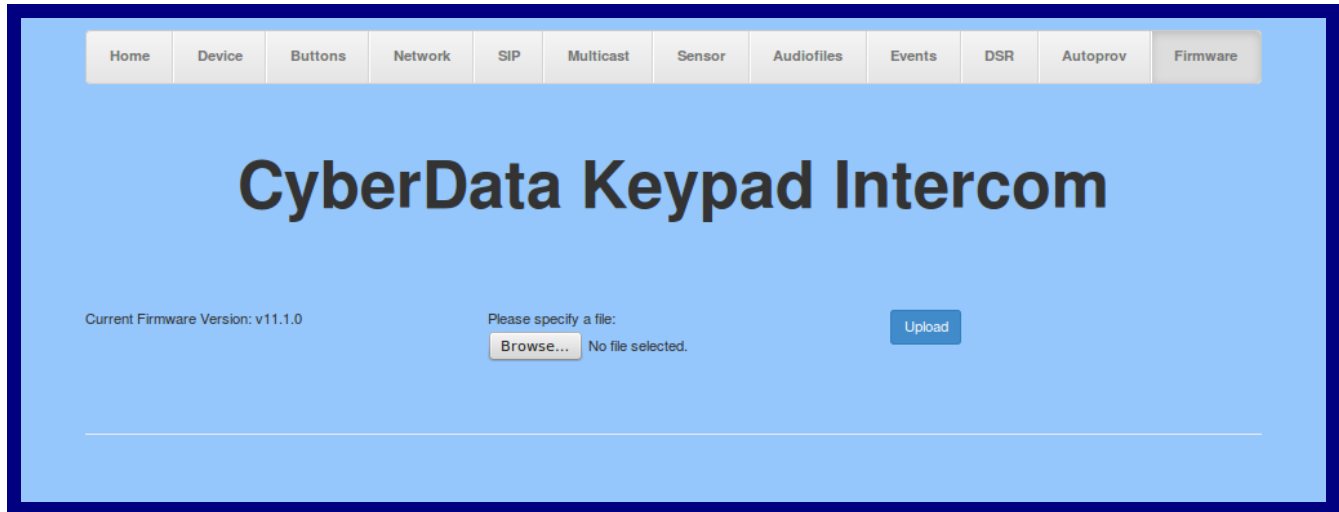 Home Device Buttons Network SIP Multicast Sensor Audiofiles Events DSR Autoprov Firmware
CyberData Keypad Intercom
Current Firmware Version: v11.1.0
Please specify a file:
Browse... No file selected.
Upload